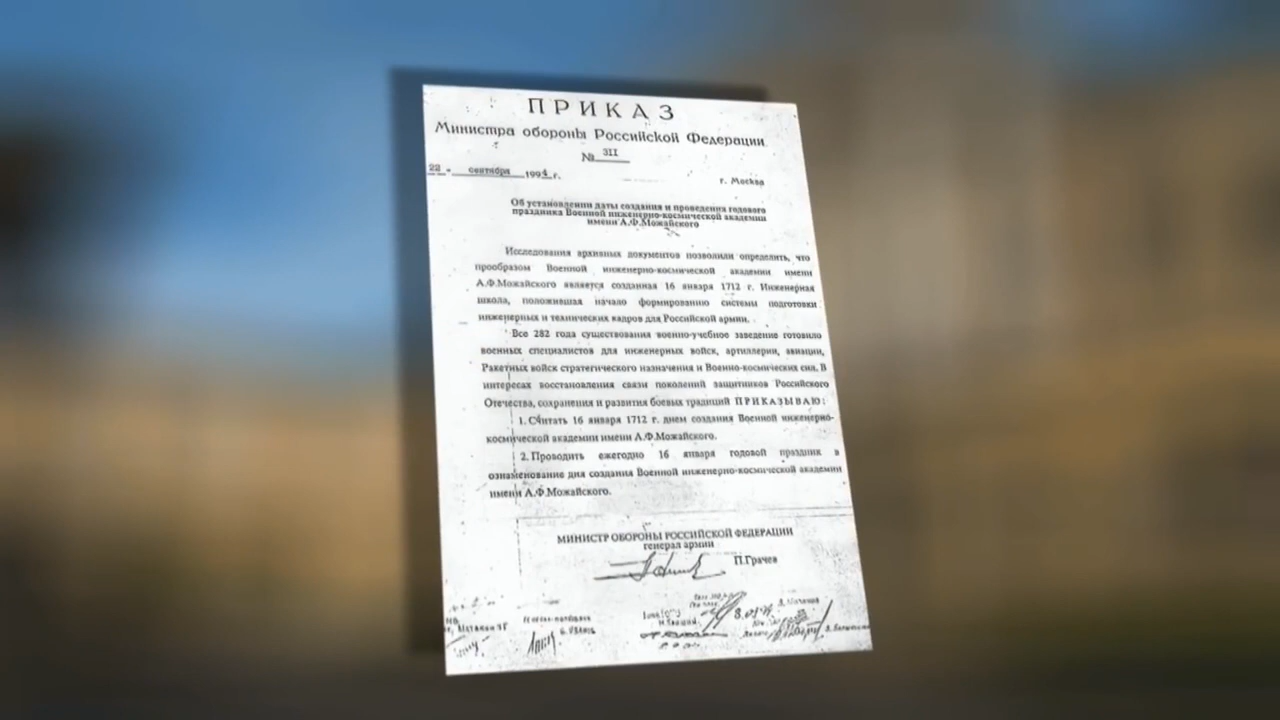 ПРИКАЗ
Министра обороны Российской Федерации
№ 311
22 " сентября 1994 г.
г. Москва
Об установлении даты создания и проведения годового
праздника Военной инженерно-космической академии
имени А.Ф.Можайского
Исследования архивных документов позволили определить, что
прообразом Военной инженерно-космической академии имени
А.Ф.Можайского является созданная 16 января 1712 г. Инженерная
школа, положившая начало формированию системы подготовки
инженерных и технических кадров для Российской армии.
Все 282 года существования военно-учебное заведение готовило
военных специалистов для инженерных войск, артиллерии, авиации,
Ракетных войск стратегического назначения и Военно-космических сил. В
интересах восстановления связи поколений защитников Российского
Отечества, сохранения и развития боевых традиций ПРИКАЗЫВАЮ:
1. Считать 16 января 1712 г. днем создания Военной инженерно-
космической академии имени А.Ф.Можайского.
2. Проводить ежегодно 16 января годовой праздник в
ознаменование дня создания Военной инженерно-космической академии
имени А.Ф.Можайского.
МИНИСТР ОБОРОНЫ РОССИЙСКОЙ ФЕДЕРАЦИИ
генерал армии
П.Грачев